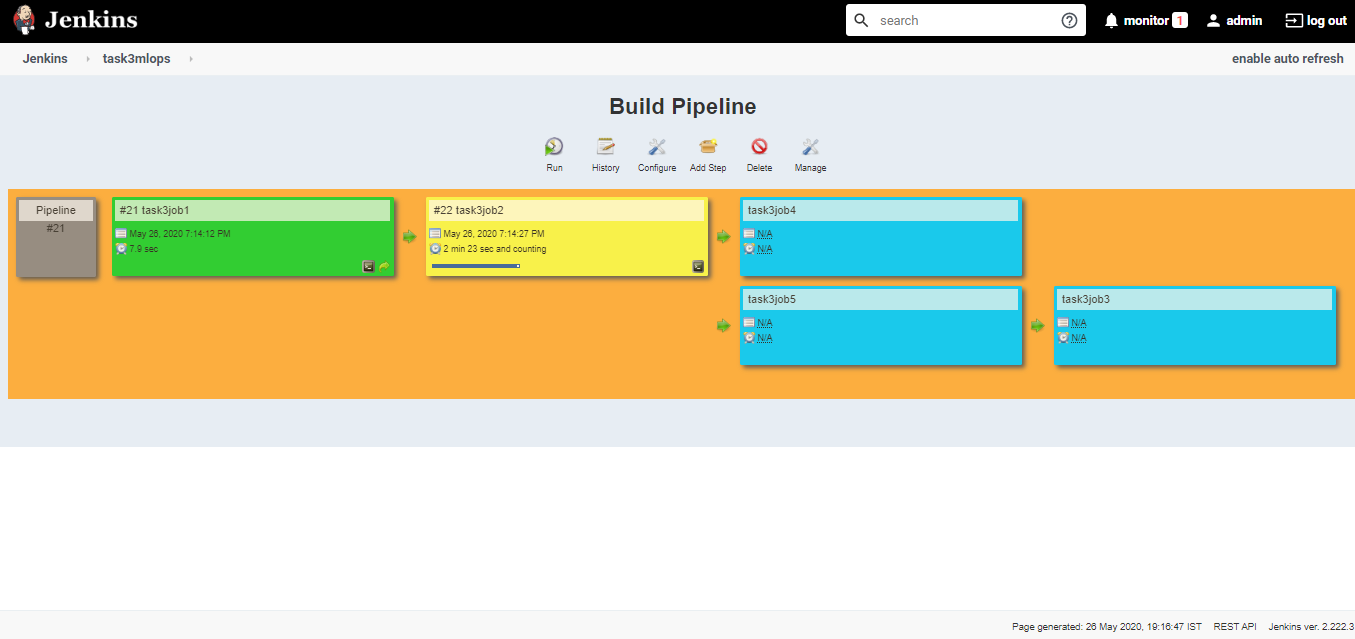 Jenkins
search
monitor 1
admin
log out
Jenkins
task3mlops
enable auto refresh
Build Pipeline
Run
History
Configure
Add Step
Delete
Manage
Pipeline
#21
#21 task3job1
May 26, 2020 7:14:12 PM
7.9 sec
#22 task3job2
May 26, 2020 7:14:27 PM
2 min 23 sec and counting
task3job4
N/A
N/A
task3job5
N/A
N/A
task3job3
N/A
N/A
Page generated: 26 May 2020, 19:16:47 IST
REST API
Jenkins ver. 2.222.3